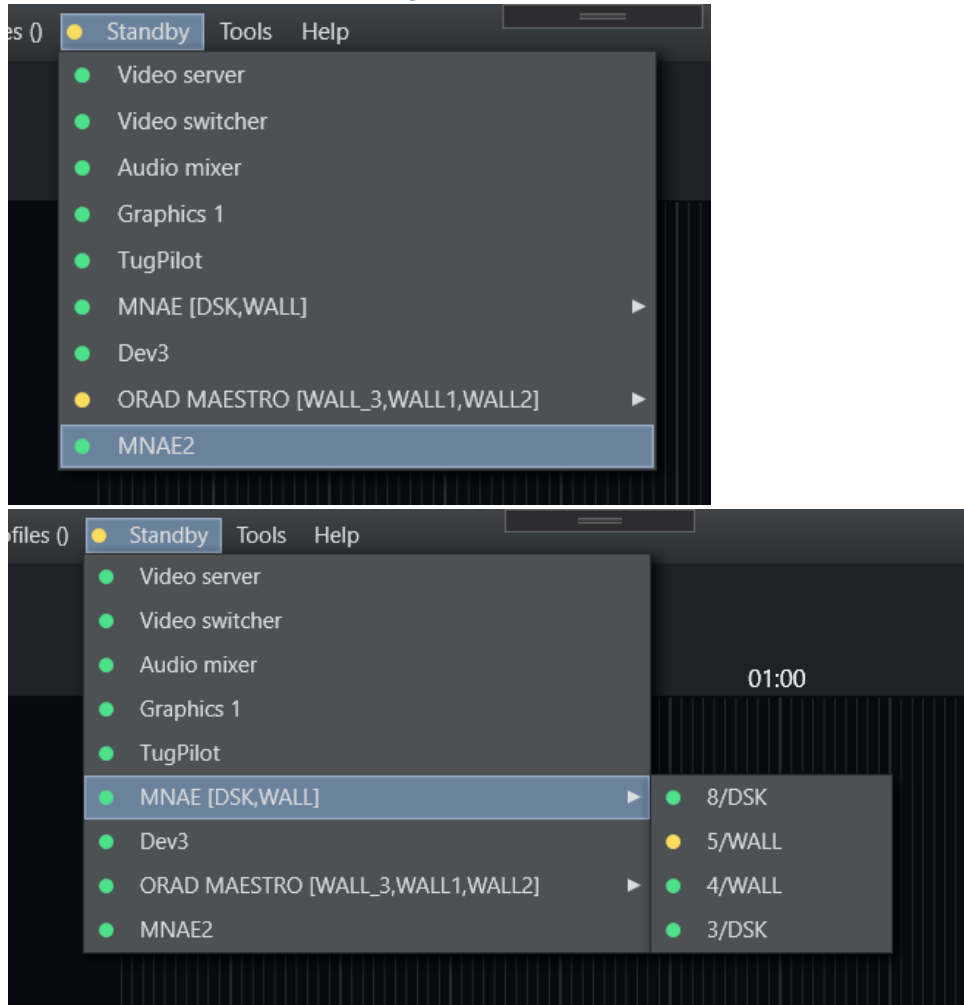 es () Standby Tools Help
Video server
Video switcher
Audio mixer
Graphics 1
TugPilot
MNAE [DSK,WALL]
Dev3
ORAD MAESTRO [WALL_3,WALL1,WALL2]
MNAE2
ofiles () Standby Tools Help
Video server
Video switcher
Audio mixer
01:00
Graphics 1
TugPilot
MNAE [DSK,WALL] 8/DSK
Dev3 5/WALL
ORAD MAESTRO [WALL_3,WALL1,WALL2] 4/WALL
MNAE2 3/DSK